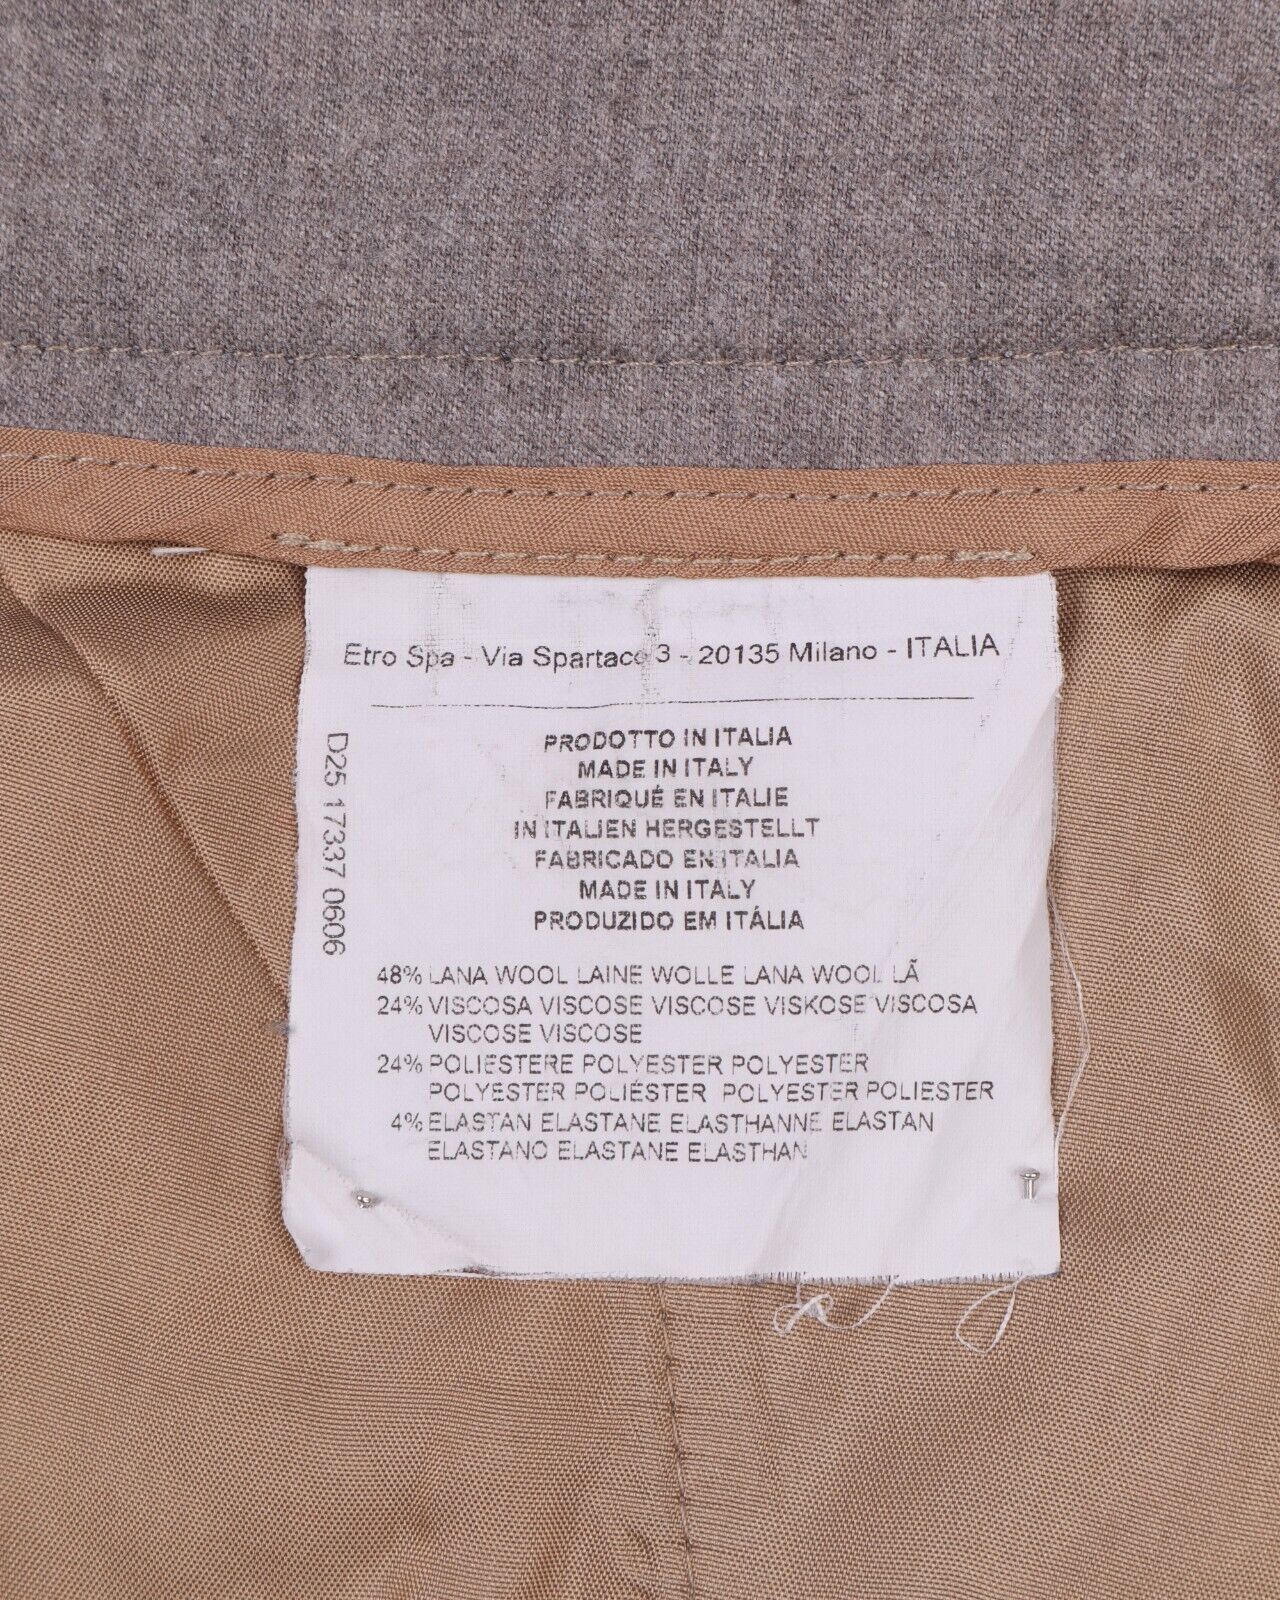 Etro Spa - Via Spartaco 3 - 20135 Milano - ITALIA
D25 17337 0606
PRODOTTO IN ITALIA
MADE IN ITALY
FABRIQUÉ EN ITALIE
IN ITALIEN HERGESTELLT
FABRICADO EN ITALIA
MADE IN ITALY
PRODUZIDO EM ITÁLIA
48% LANA WOOL LAINE WOLLE LANA WOOL LÃ
24% VISCOSA VISCOSE VISCOSE VISKOSE VISCOSA
VISCOSE VISCOSE
24% POLIESTERE POLYESTER POLYESTER
POLYESTER POLIÉSTER POLYESTER POLIESTER
4% ELASTAN ELASTANE ELASTHANNE ELASTAN
ELASTANO ELASTANE ELASTHAN